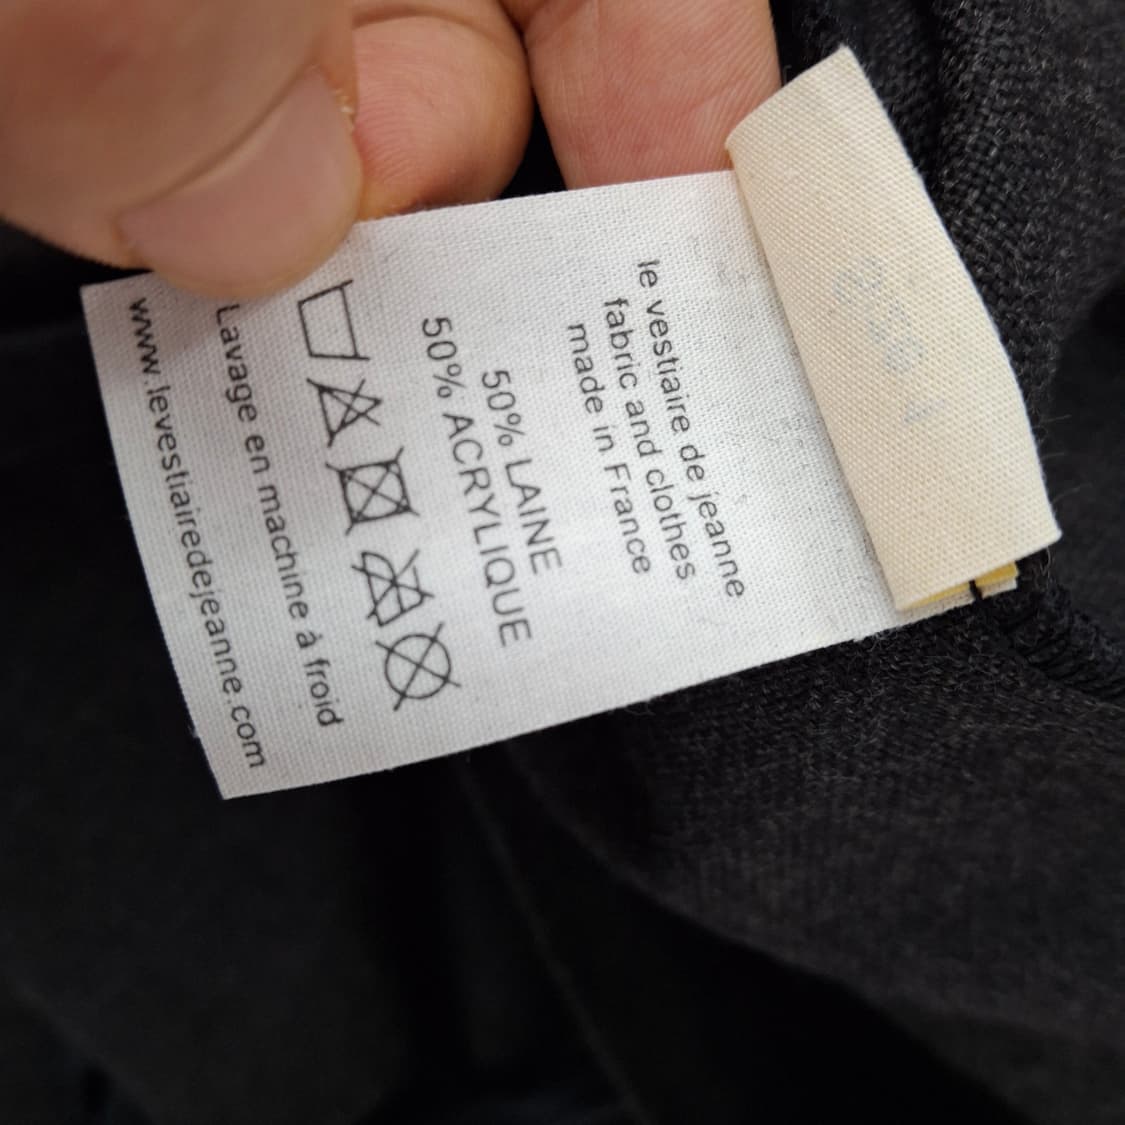 le vestiaire de jeanne
fabric and clothes
made in France
50% LAINE
50% ACRYLIQUE
Lavage en machine à froid
www.levestiairedejeanne.com